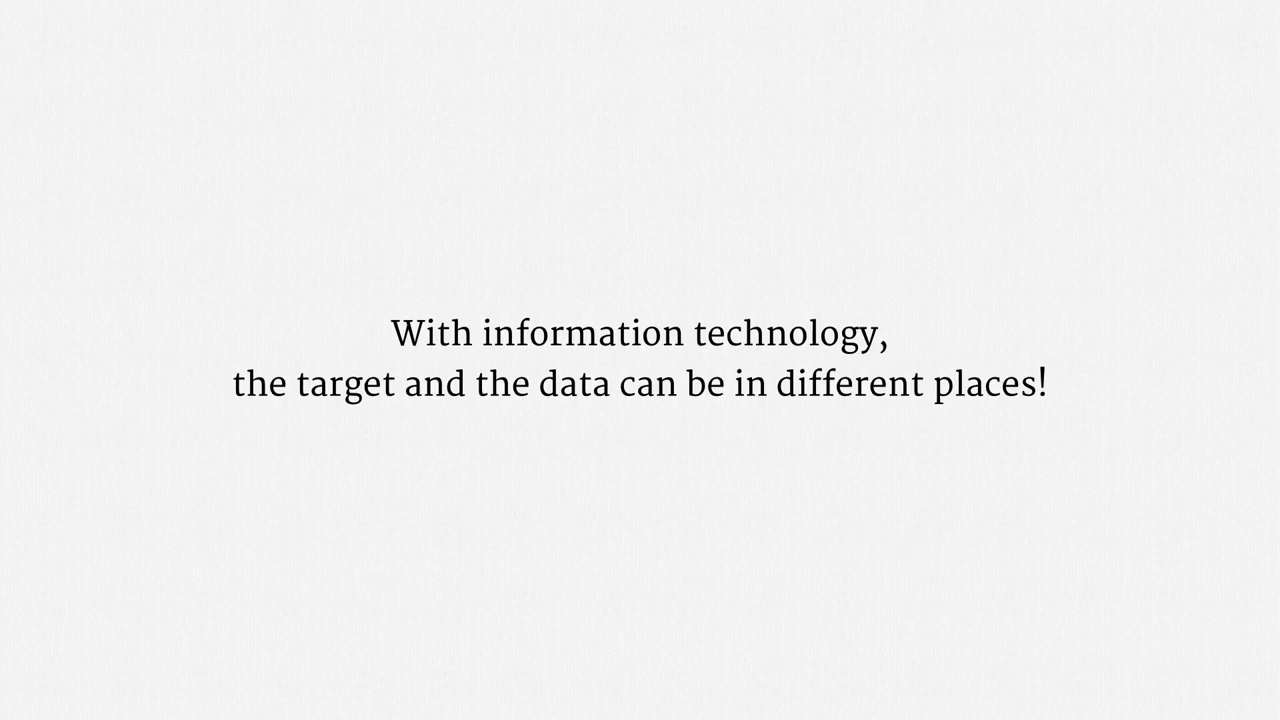 With information technology,
the target and the data can be in different places!